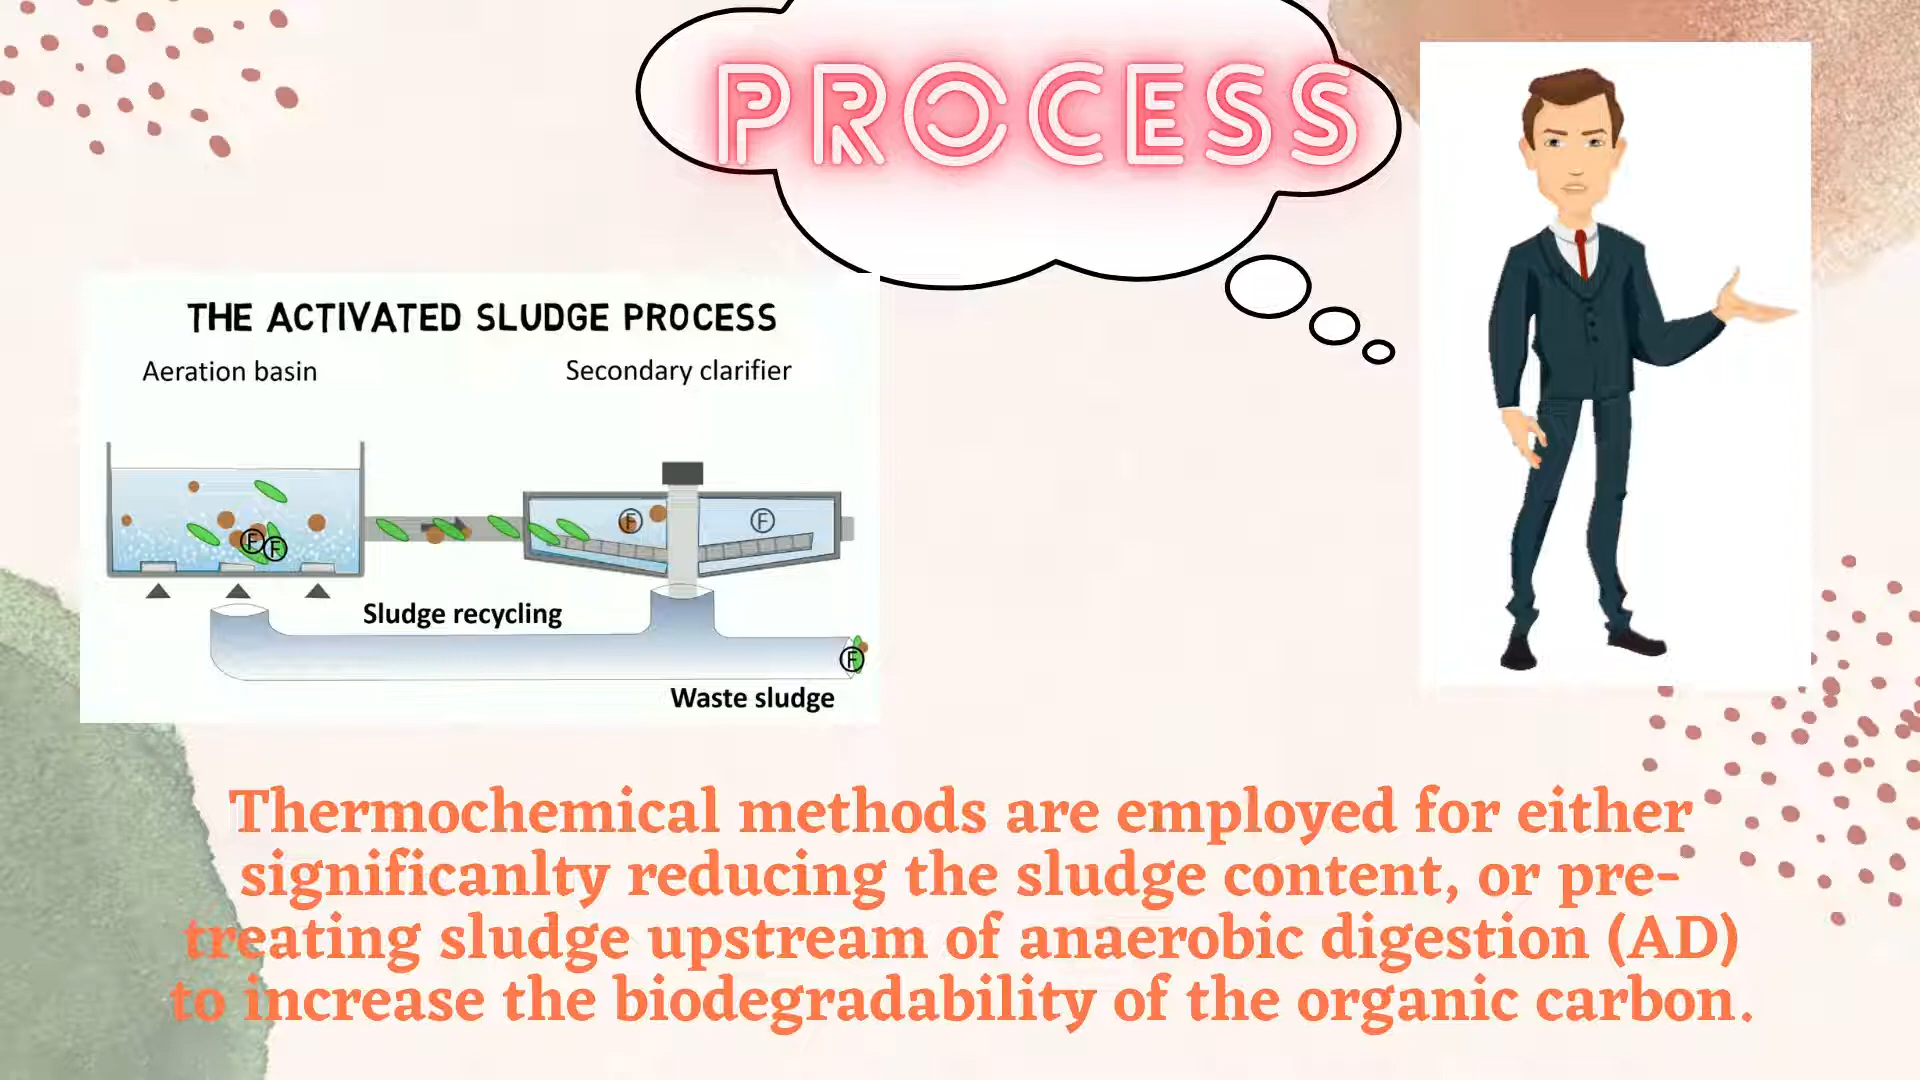 PROCESS
THE ACTIVATED SLUDGE PROCESS
Aeration basin
Secondary clarifier
F
F
F
F
Sludge recycling
F
Waste sludge
Thermochemical methods are employed for either
significanlty reducing the sludge content, or pre-
treating sludge upstream of anaerobic digestion (AD)
to increase the biodegradability of the organic carbon.